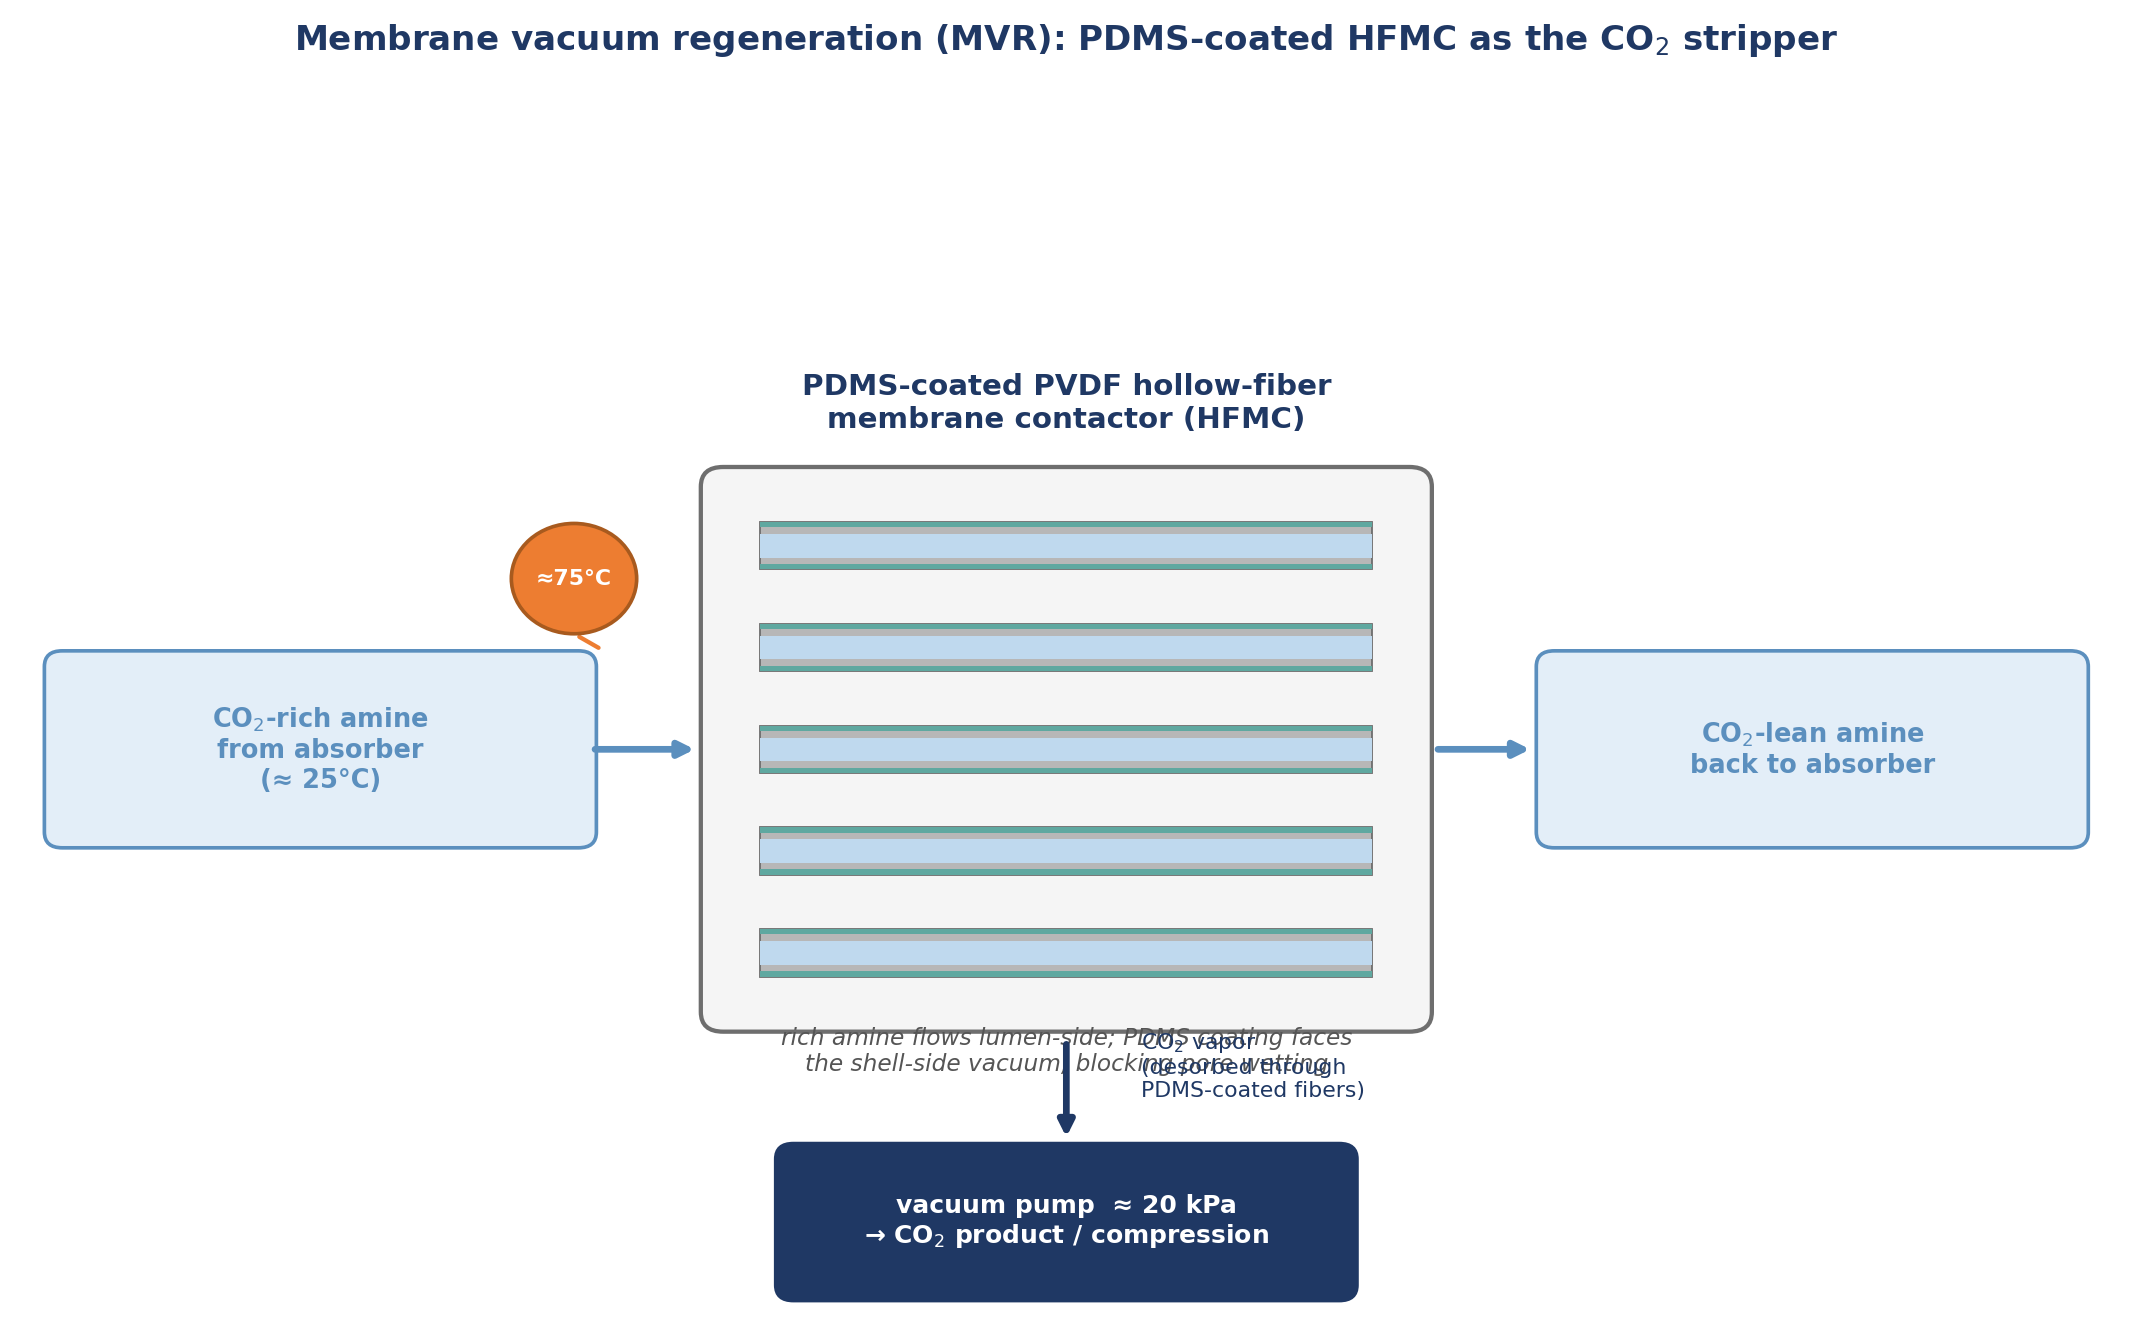 Membrane vacuum regeneration (MVR): PDMS-coated HFMC as the CO₂ stripper
PDMS-coated PVDF hollow-fiber
membrane contactor (HFMC)
≈75°C
CO₂-rich amine
from absorber
(≈ 25°C)
CO₂-lean amine
back to absorber
rich amine flows lumen-side; PDMS coating faces
the shell-side vacuum, blocking pore wetting
CO₂ vapor
(desorbed through
PDMS-coated fibers)
vacuum pump ≈ 20 kPa
→ CO₂ product / compression